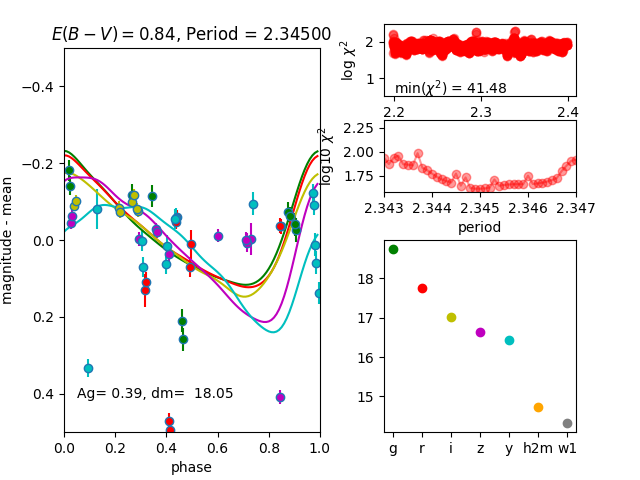 E(B − V) = 0.84, Period = 2.34500
magnitude - mean
−0.4
−0.2
0.0
0.2
0.4
Ag= 0.39, dm= 18.05
0.0 0.2 0.4 0.6 0.8 1.0
phase
log χ²
2
1
min(χ²) = 41.48
2.2 2.3 2.4
log10 χ²
2.25
2.00
1.75
2.343 2.344 2.345 2.346 2.347
period
18
17
16
15
g r i z y h2m w1